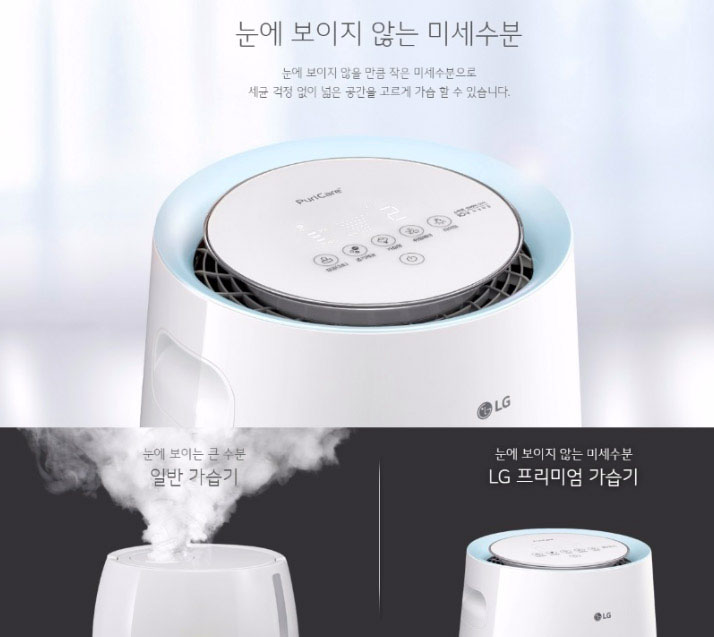 눈에 보이지 않는 미세수분
눈에 보이지 않을 만큼 작은 미세수분으로
세균 걱정 없이 넓은 공간을 고르게 가습 할 수 있습니다.
PuriCare
LG
눈에 보이는 큰 수분
일반 가습기
눈에 보이지 않는 미세수분
LG 프리미엄 가습기
PuriCare
LG